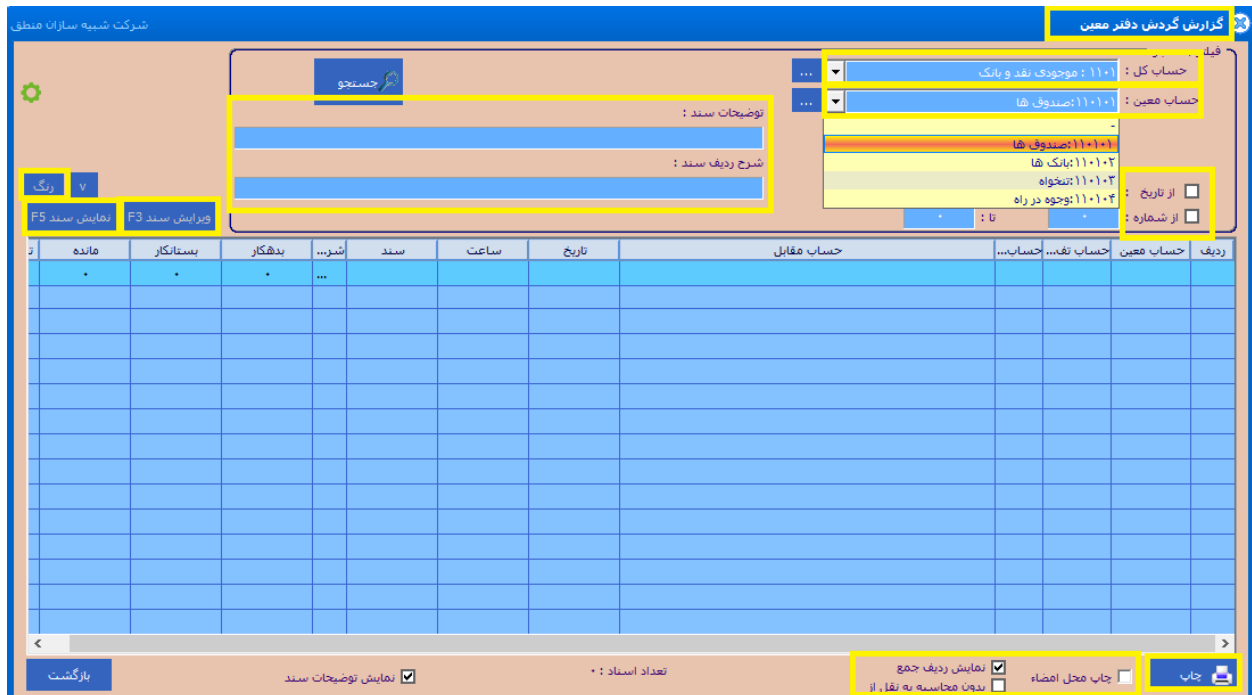 گزارش گردش دفتر معین
شرکت شبیه سازان منطق
حساب کل : ۱۱۰۱ : موجودی نقد و بانک ...
جستجو
حساب معین : ۱۱۰۱۰۱:صندوق ها ...
توضیحات سند :
-
۱۱۰۱۰۱:صندوق ها
۱۱۰۱۰۲:بانک ها
۱۱۰۱۰۳:تنخواه
۱۱۰۱۰۴:وجوه در راه
شرح ردیف سند :
از تاریخ :
از شماره : ۰ تا : ۰
رنگ v
ویرایش سند F3 نمایش سند F5
ردیف حساب معین حساب تف... حساب... حساب مقابل تاریخ ساعت سند شر... بدهکار بستانکار مانده
... ۰ ۰ ۰
چاپ
چاپ محل امضاء
نمایش ردیف جمع
بدون محاسبه به نقل از
تعداد اسناد : ۰
نمایش توضیحات سند
بازگشت